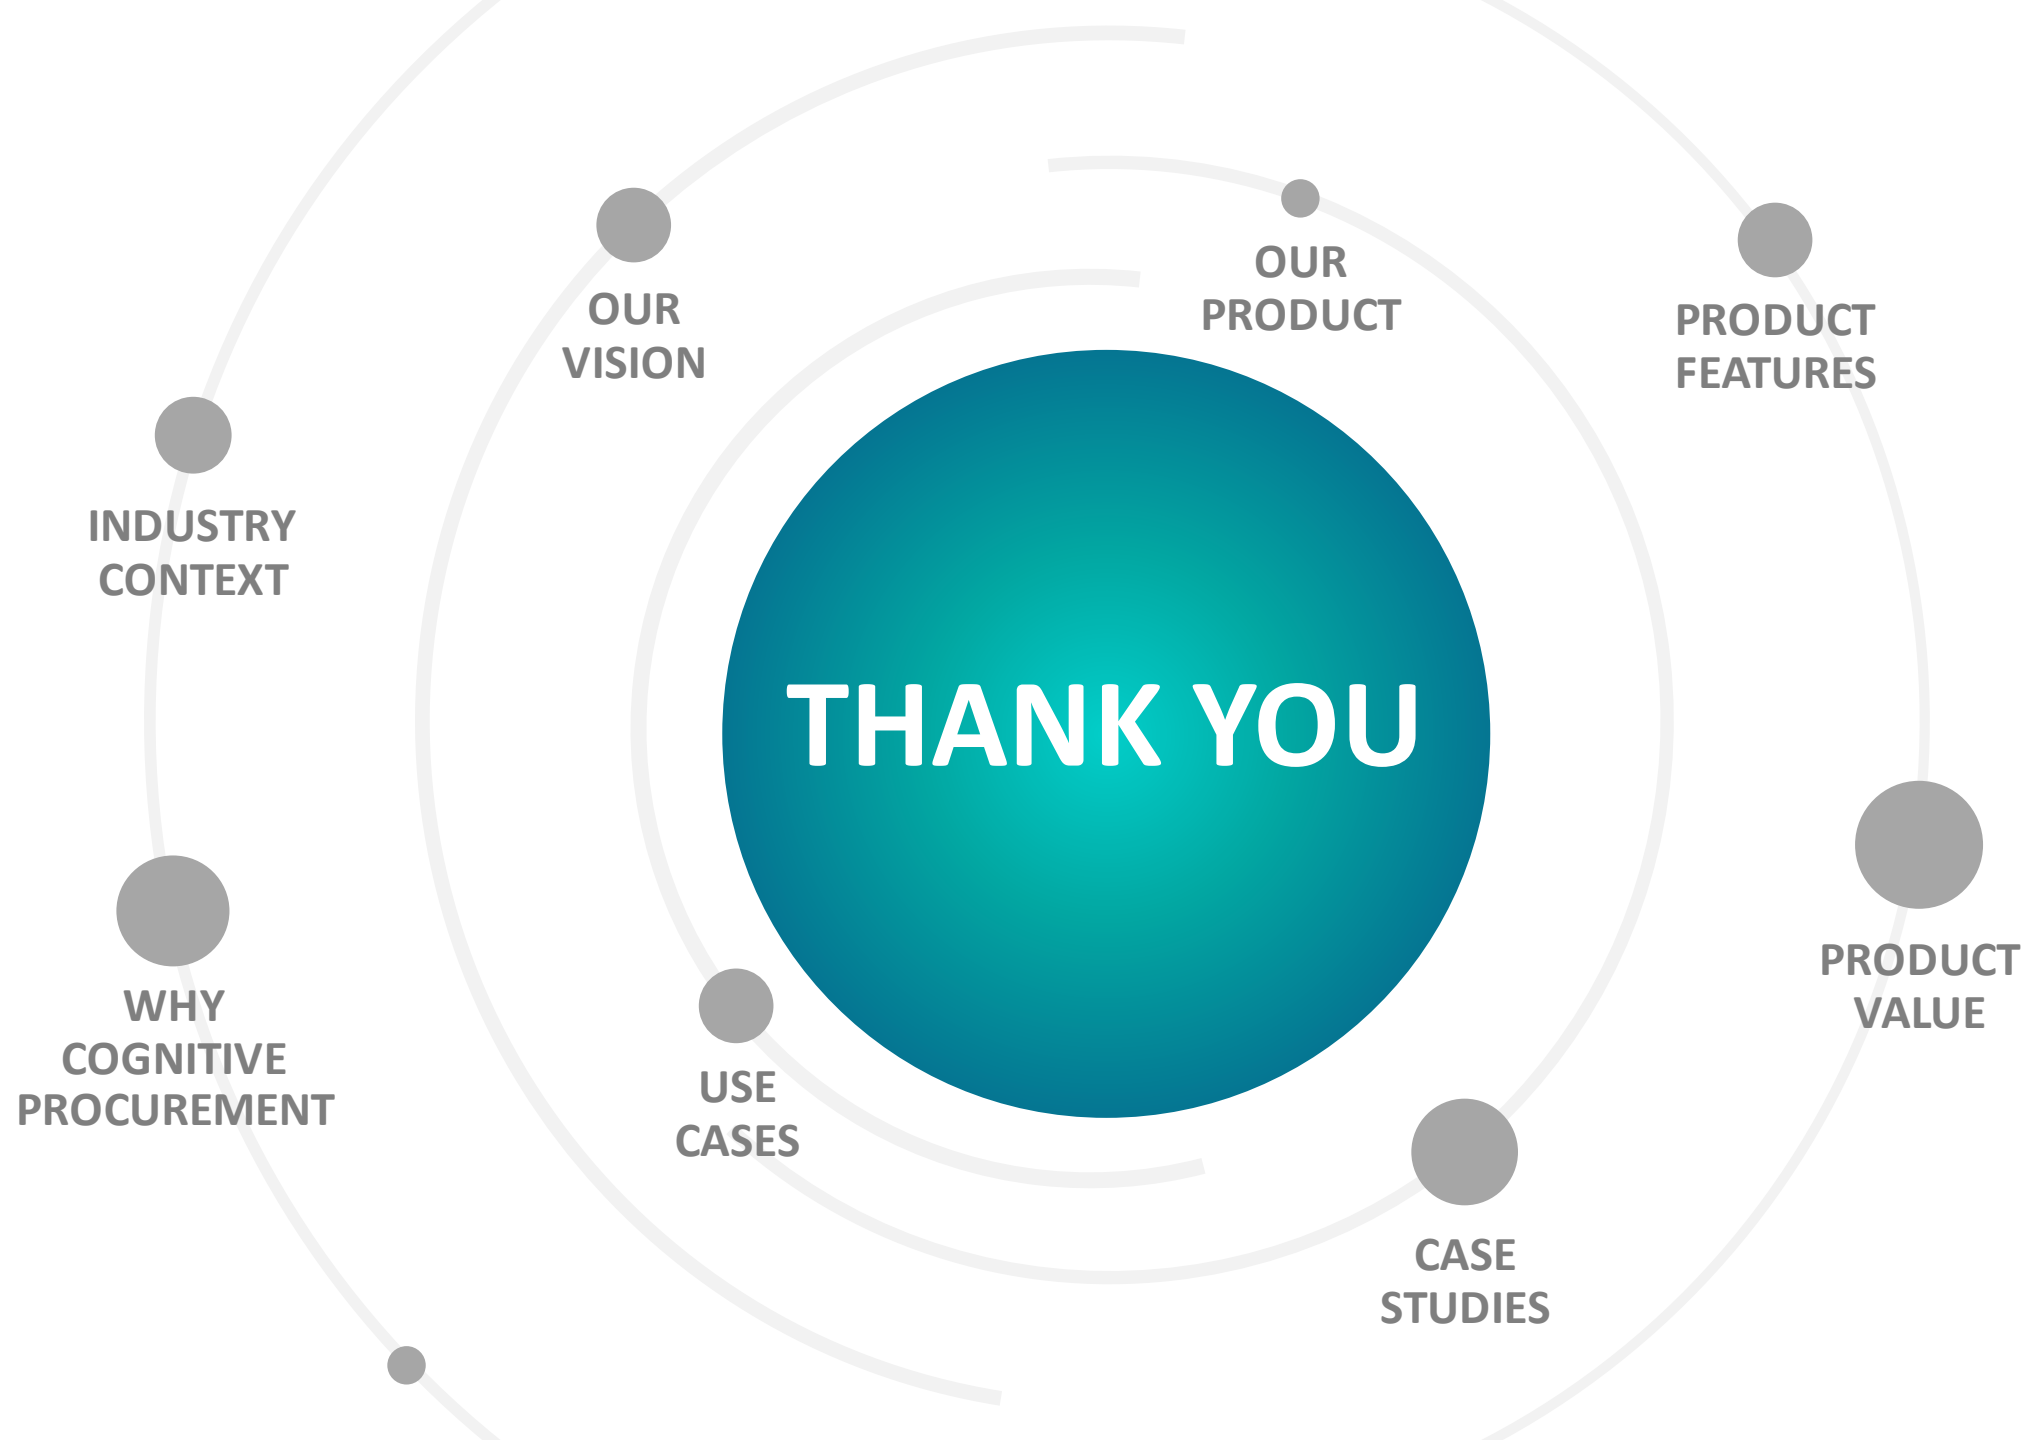 OUR
VISION
OUR
PRODUCT
PRODUCT
FEATURES
INDUSTRY
CONTEXT
THANK YOU
WHY
COGNITIVE
PROCUREMENT
USE
CASES
PRODUCT
VALUE
CASE
STUDIES